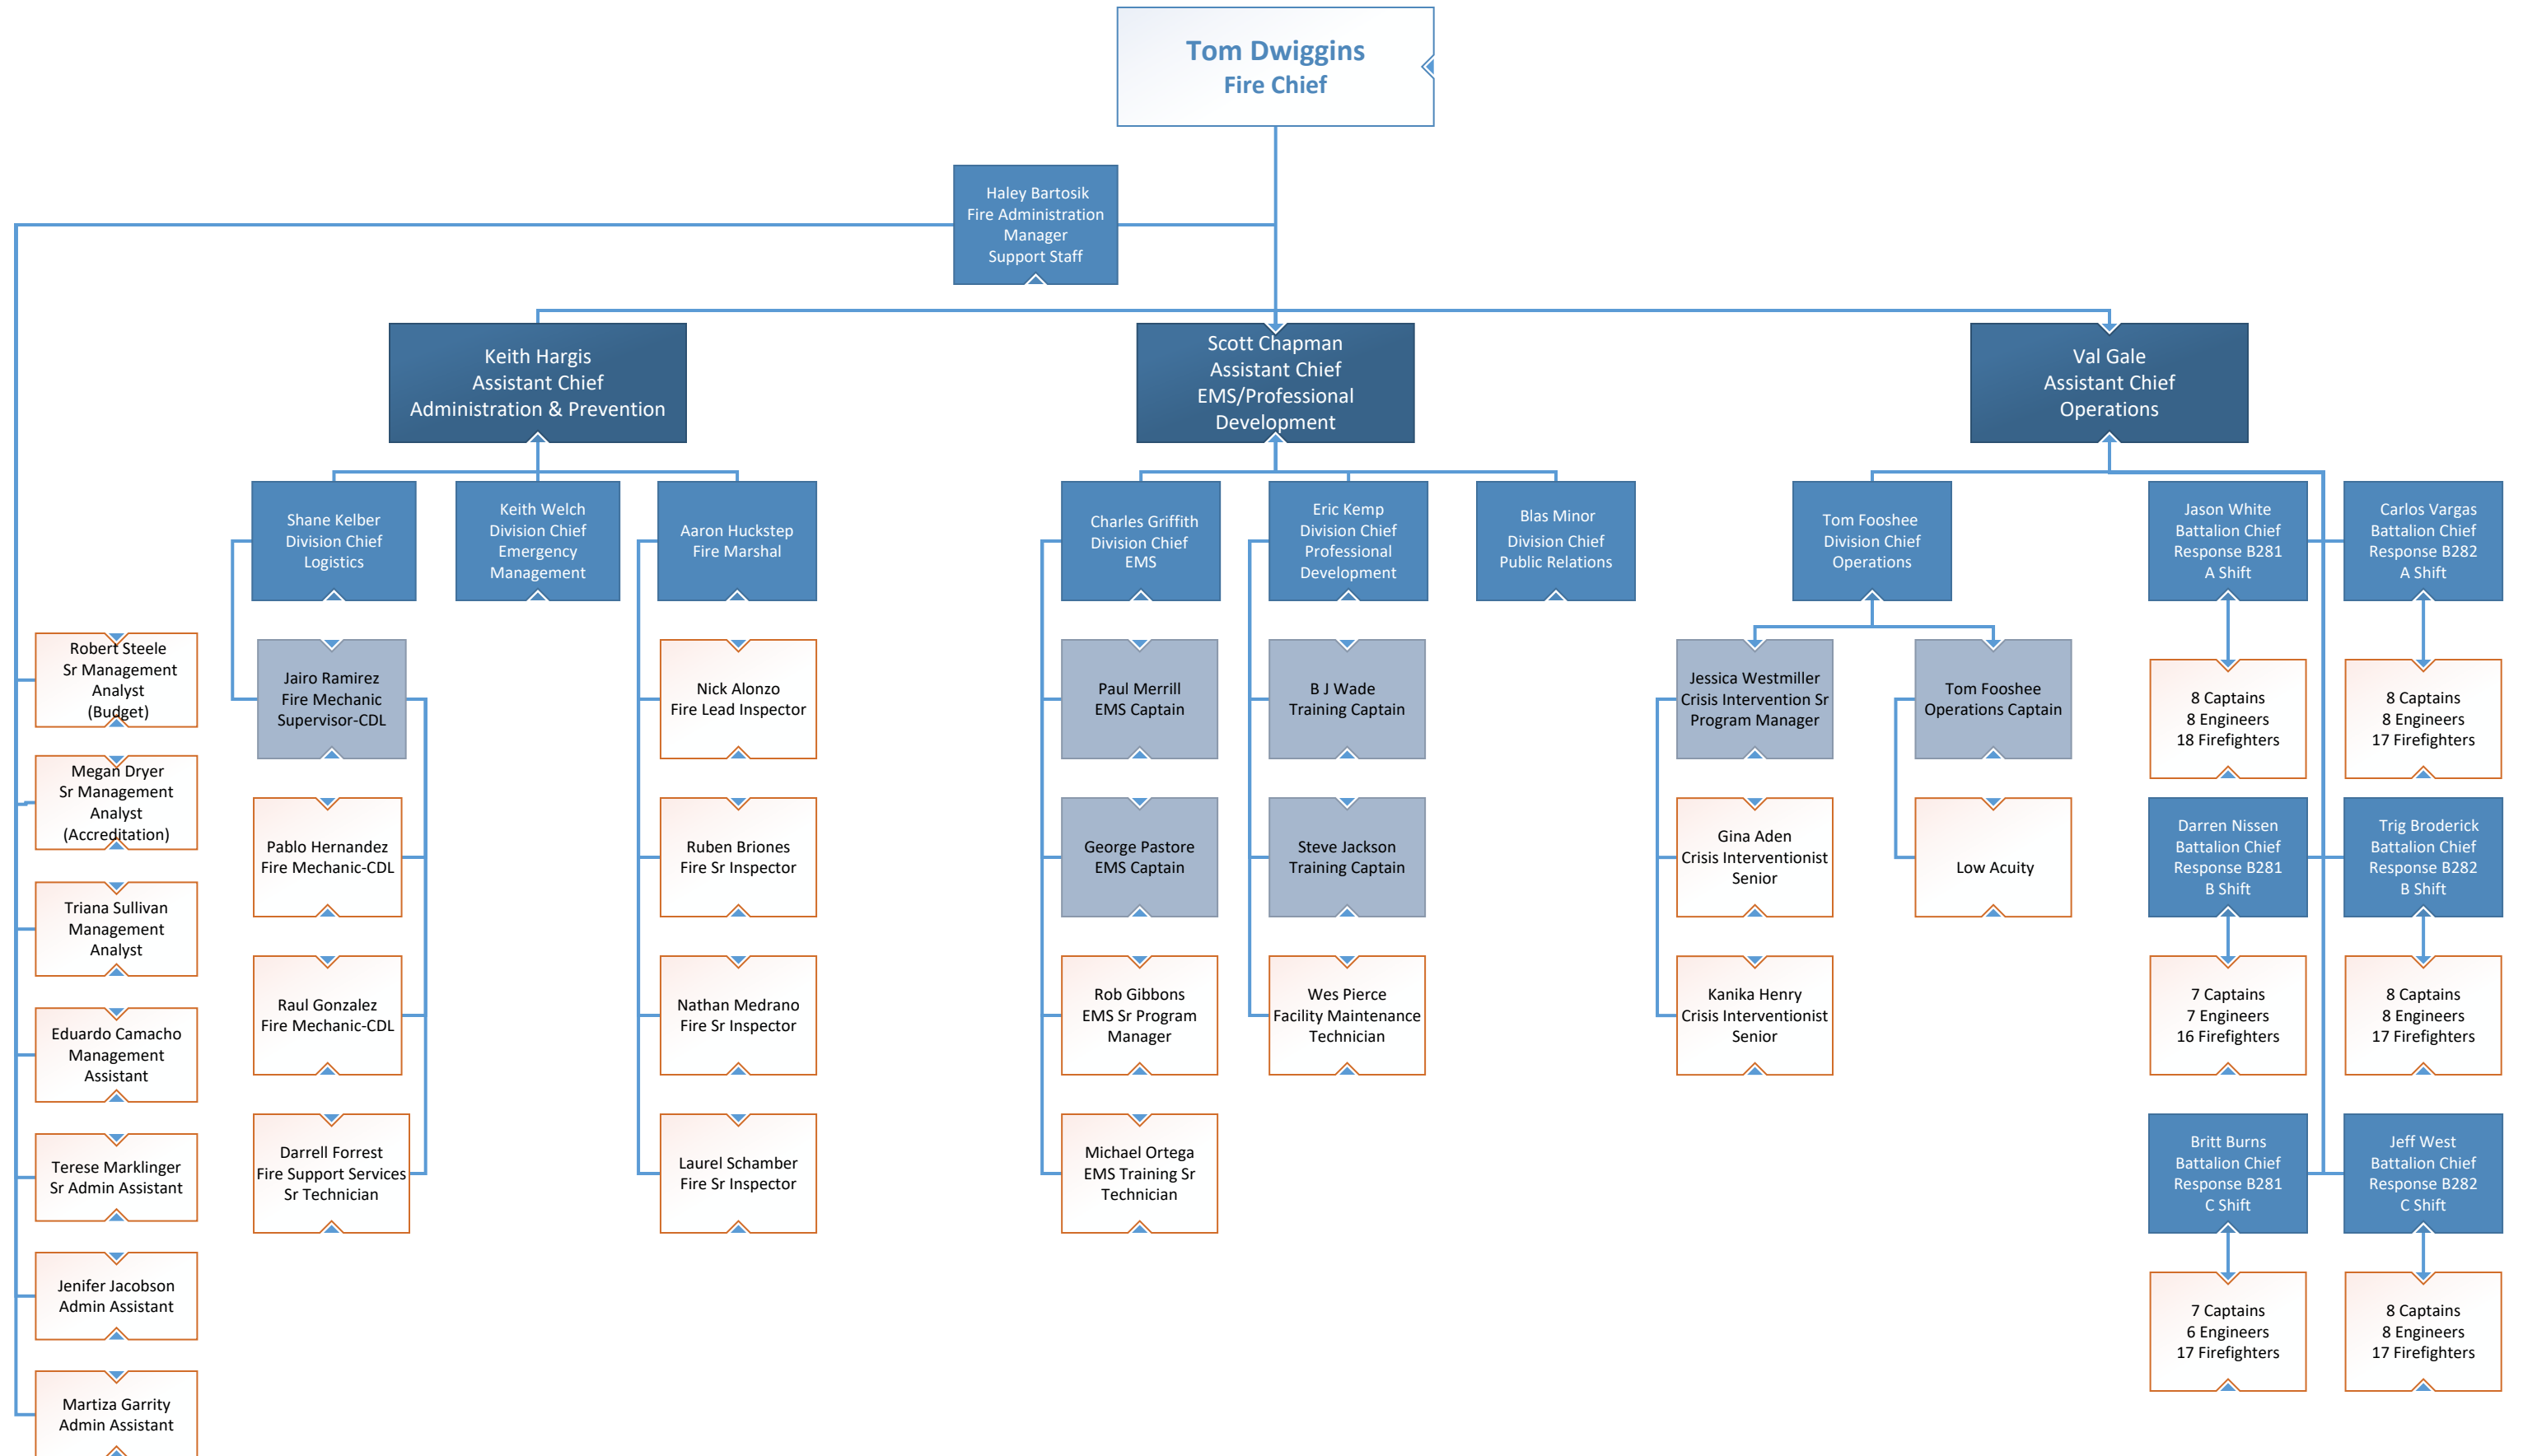 Tom Dwiggins
Fire Chief
Haley Bartosik
Fire Administration
Manager
Support Staff
Keith Hargis
Assistant Chief
Administration & Prevention
Scott Chapman
Assistant Chief
EMS/Professional
Development
Val Gale
Assistant Chief
Operations
Shane Kelber
Division Chief
Logistics
Keith Welch
Division Chief
Emergency
Management
Aaron Huckstep
Fire Marshal
Charles Griffith
Division Chief
EMS
Eric Kemp
Division Chief
Professional
Development
Blas Minor
Division Chief
Public Relations
Tom Fooshee
Division Chief
Operations
Jason White
Battalion Chief
Response B281
A Shift
Carlos Vargas
Battalion Chief
Response B282
A Shift
Robert Steele
Sr Management
Analyst
(Budget)
Megan Dryer
Sr Management
Analyst
(Accreditation)
Triana Sullivan
Management
Analyst
Eduardo Camacho
Management
Assistant
Terese Marklinger
Sr Admin Assistant
Jenifer Jacobson
Admin Assistant
Martiza Garrity
Admin Assistant
Jairo Ramirez
Fire Mechanic
Supervisor-CDL
Pablo Hernandez
Fire Mechanic-CDL
Raul Gonzalez
Fire Mechanic-CDL
Darrell Forrest
Fire Support Services
Sr Technician
Nick Alonzo
Fire Lead Inspector
Ruben Briones
Fire Sr Inspector
Nathan Medrano
Fire Sr Inspector
Laurel Schamber
Fire Sr Inspector
Paul Merrill
EMS Captain
George Pastore
EMS Captain
Rob Gibbons
EMS Sr Program
Manager
Michael Ortega
EMS Training Sr
Technician
B J Wade
Training Captain
Steve Jackson
Training Captain
Wes Pierce
Facility Maintenance
Technician
Jessica Westmiller
Crisis Intervention Sr
Program Manager
Gina Aden
Crisis Interventionist
Senior
Kanika Henry
Crisis Interventionist
Senior
Tom Fooshee
Operations Captain
Low Acuity
8 Captains
8 Engineers
18 Firefighters
8 Captains
8 Engineers
17 Firefighters
Darren Nissen
Battalion Chief
Response B281
B Shift
Trig Broderick
Battalion Chief
Response B282
B Shift
7 Captains
7 Engineers
16 Firefighters
8 Captains
8 Engineers
17 Firefighters
Britt Burns
Battalion Chief
Response B281
C Shift
Jeff West
Battalion Chief
Response B282
C Shift
7 Captains
6 Engineers
17 Firefighters
8 Captains
8 Engineers
17 Firefighters